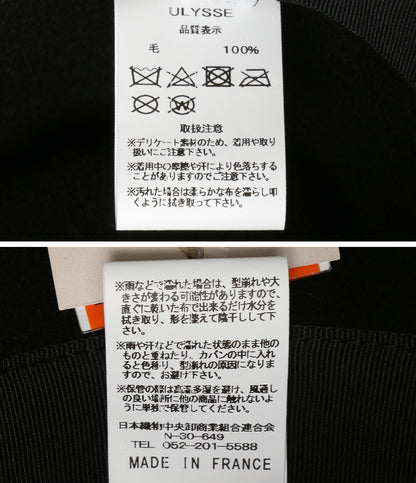 ULYSSE
品質表示
毛 100%
取扱注意
※デリケート素材のため、着用や取り
扱いにご注意下さい。
※着用中の摩擦や汗により色落ちする
ことがありますのでご注意下さい。
※汚れた場合は柔らかな布を濡らし叩
くように拭き取って下さい。
※雨などで濡れた場合は、型崩れや大
きさが変わる可能性がありますので、
直ぐに乾いた布で出来るだけ水分を
拭き取り、形を整えて陰干しして下
さい。
※雨や汗などで濡れた状態のまま他の
ものと重ねたり、カバンの中に入れ
ると色移り、型崩れの原因になりま
すので、お避け下さい。
※保管の際は高温多湿を避け、風通し
の良い場所に他の商品に触れないよ
うに単独で保管してください。
日本織物中央卸商業組合連合会
N-30-649
TEL 052-201-5588
MADE IN FRANCE